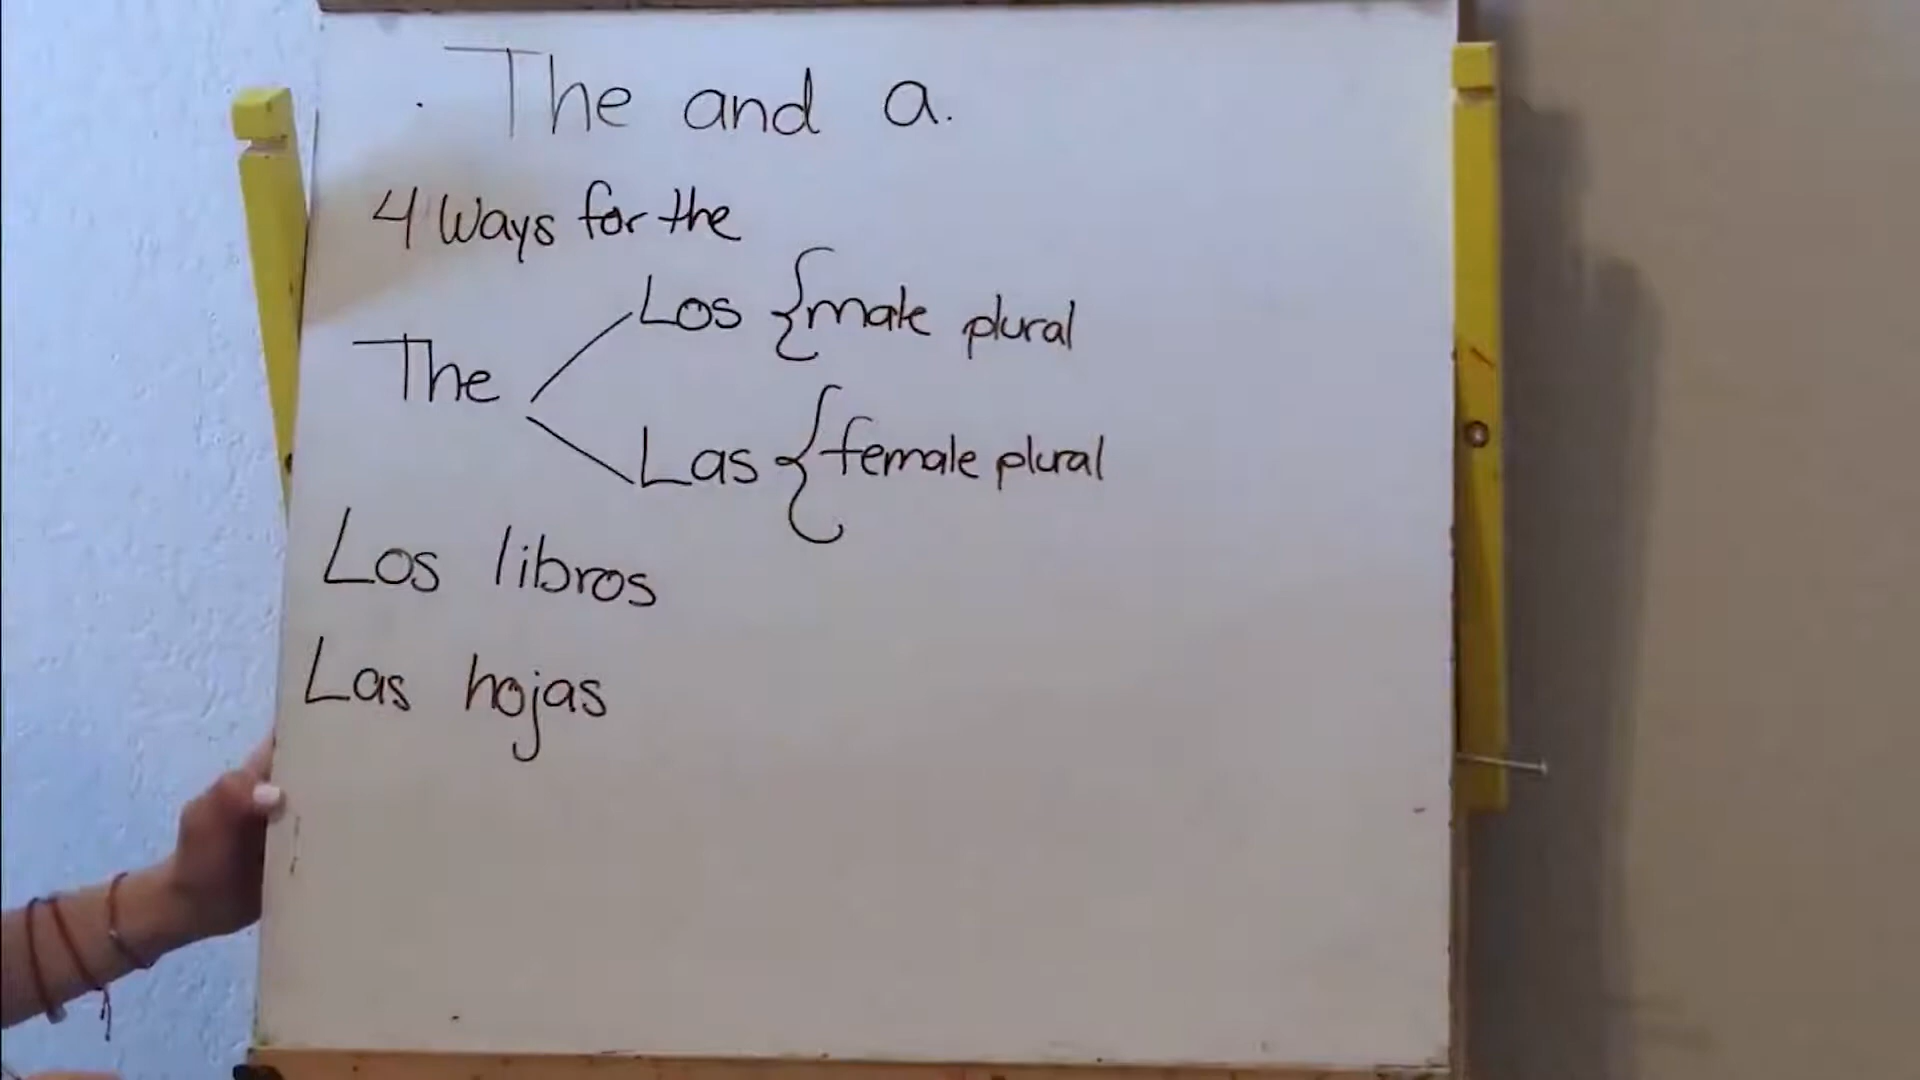 The and a.
4 Ways for the
Los { male plural
The
Las { female plural
Los libros
Las hojas